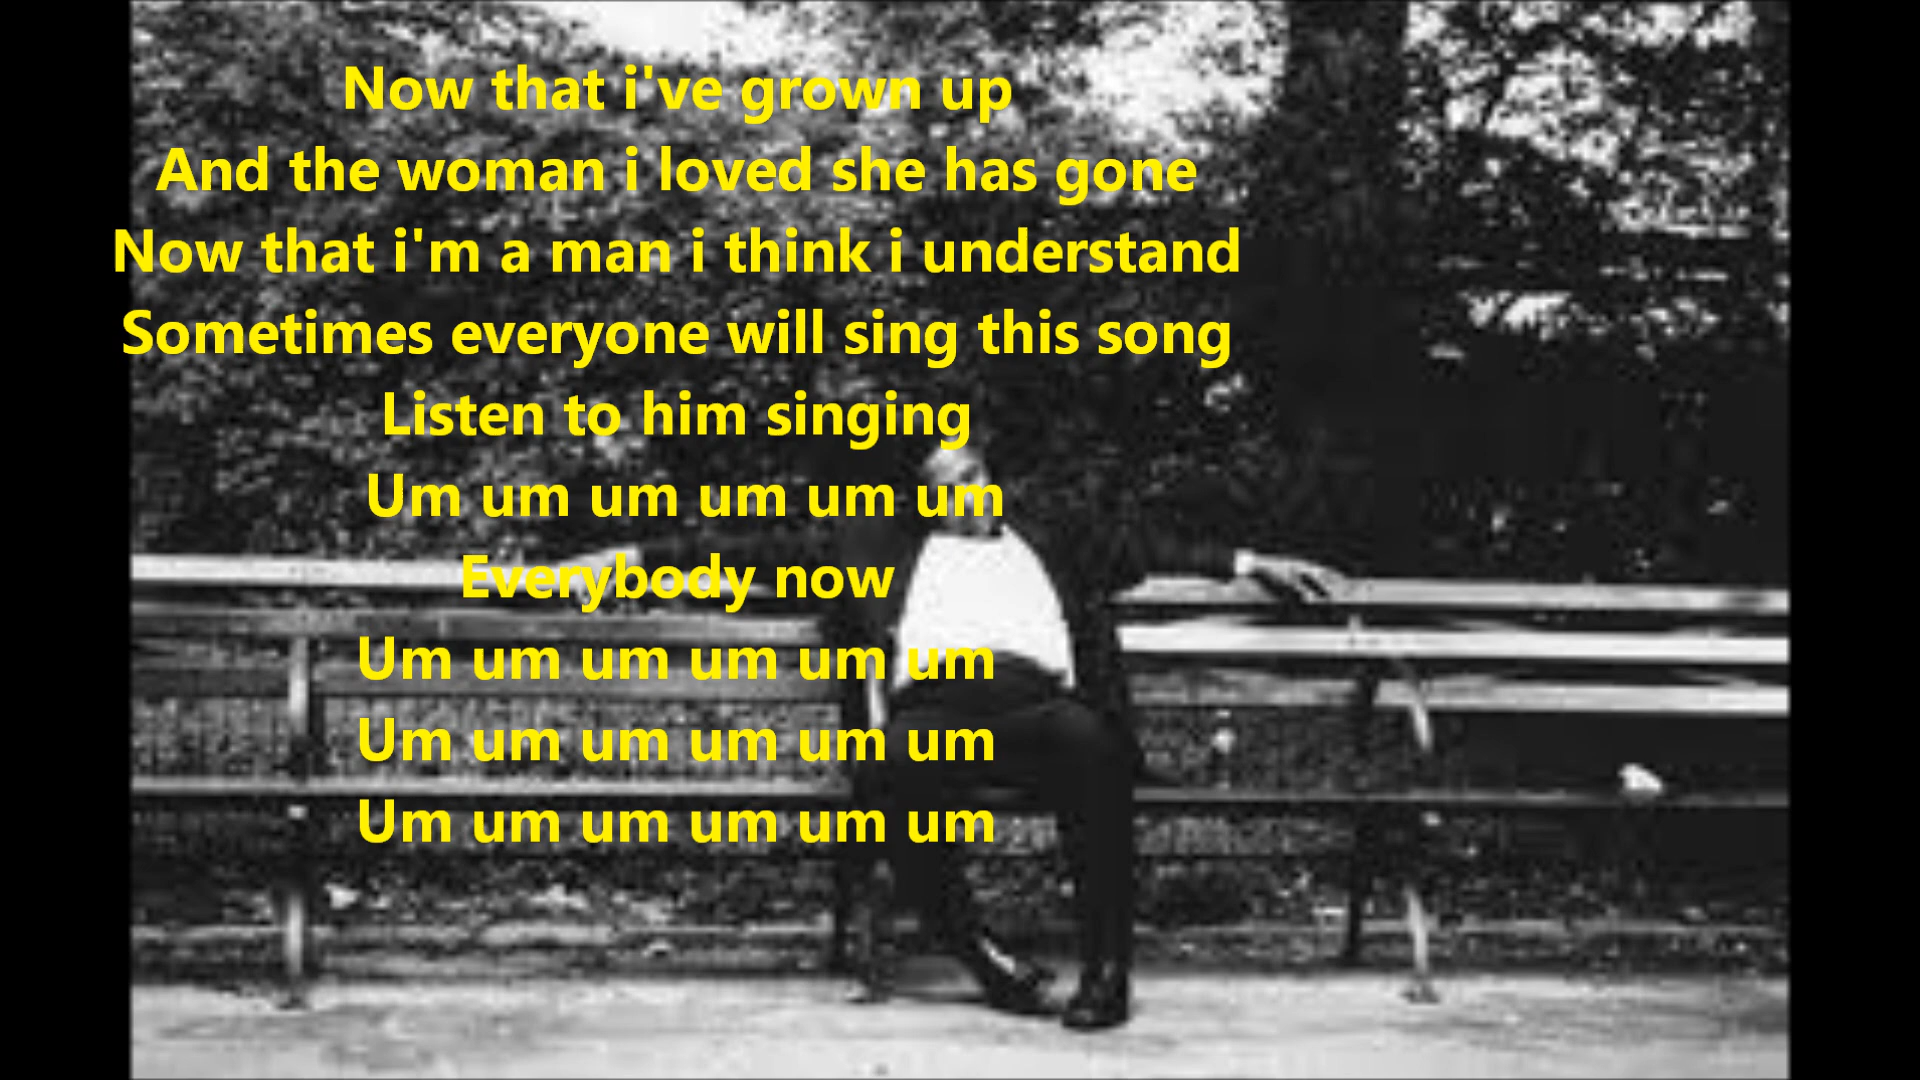 Now that i've grown up
And the woman i loved she has gone
Now that i'm a man i think i understand
Sometimes everyone will sing this song
Listen to him singing
Um um um um um um
Everybody now
Um um um um um um
Um um um um um um
Um um um um um um